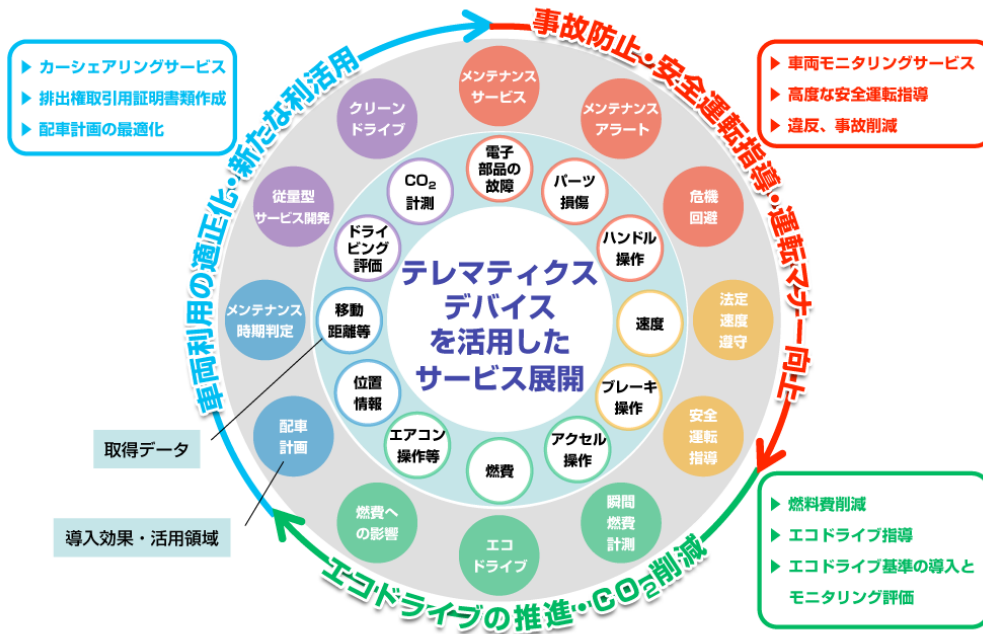 事故防止・安全運転指導・運転マナー向上
車両利用の適正化・新たな利活用
エコドライブの推進・CO₂削減
▶ カーシェアリングサービス
▶ 排出権取引用証明書類作成
▶ 配車計画の最適化
▶ 車両モニタリングサービス
▶ 高度な安全運転指導
▶ 違反、事故削減
メンテナンス
サービス
メンテナンス
アラート
危機
回避
法定
速度
遵守
安全
運転
指導
瞬間
燃費
計測
エコ
ドライブ
燃費へ
の影響
配車
計画
メンテナンス
時期判定
従量型
サービス開発
クリーン
ドライブ
電子
部品の
故障
パーツ
損傷
ハンドル
操作
速度
ブレーキ
操作
アクセル
操作
燃費
エアコン
操作等
位置
情報
移動
距離等
ドライ
ビング
評価
CO₂
計測
テレマティクス
デバイス
を活用した
サービス展開
取得データ
導入効果・活用領域
▶ 燃料費削減
▶ エコドライブ指導
▶ エコドライブ基準の導入と
モニタリング評価